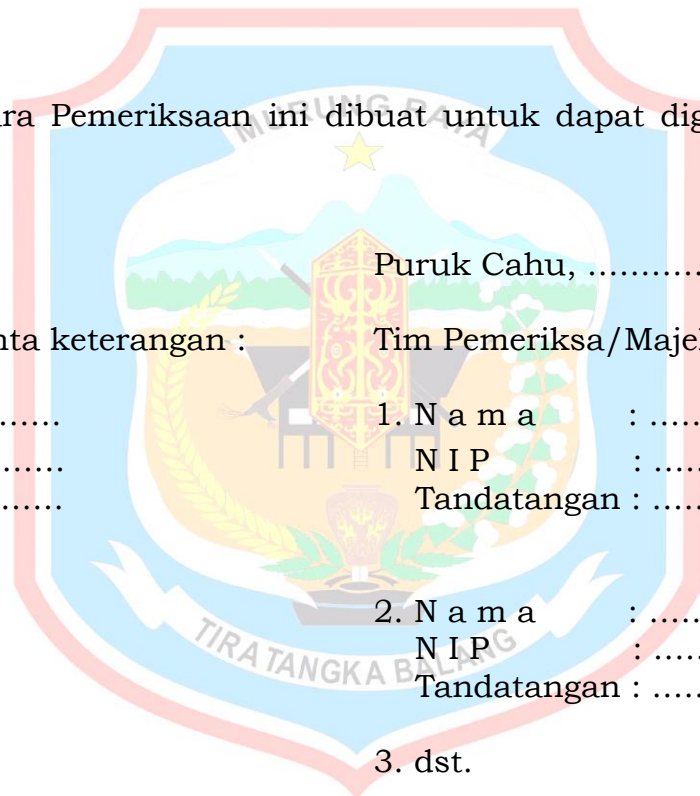 MURUNG RAYA
ra Pemeriksaan ini dibuat untuk dapat dig
Puruk Cahu, ...........
nta keterangan : Tim Pemeriksa/Maje
...... 1. N a m a : .....
...... N I P : .....
...... Tandatangan : .....
2. N a m a : .....
N I P : .....
Tandatangan : .....
TIRA TANGKA BALANG
3. dst.